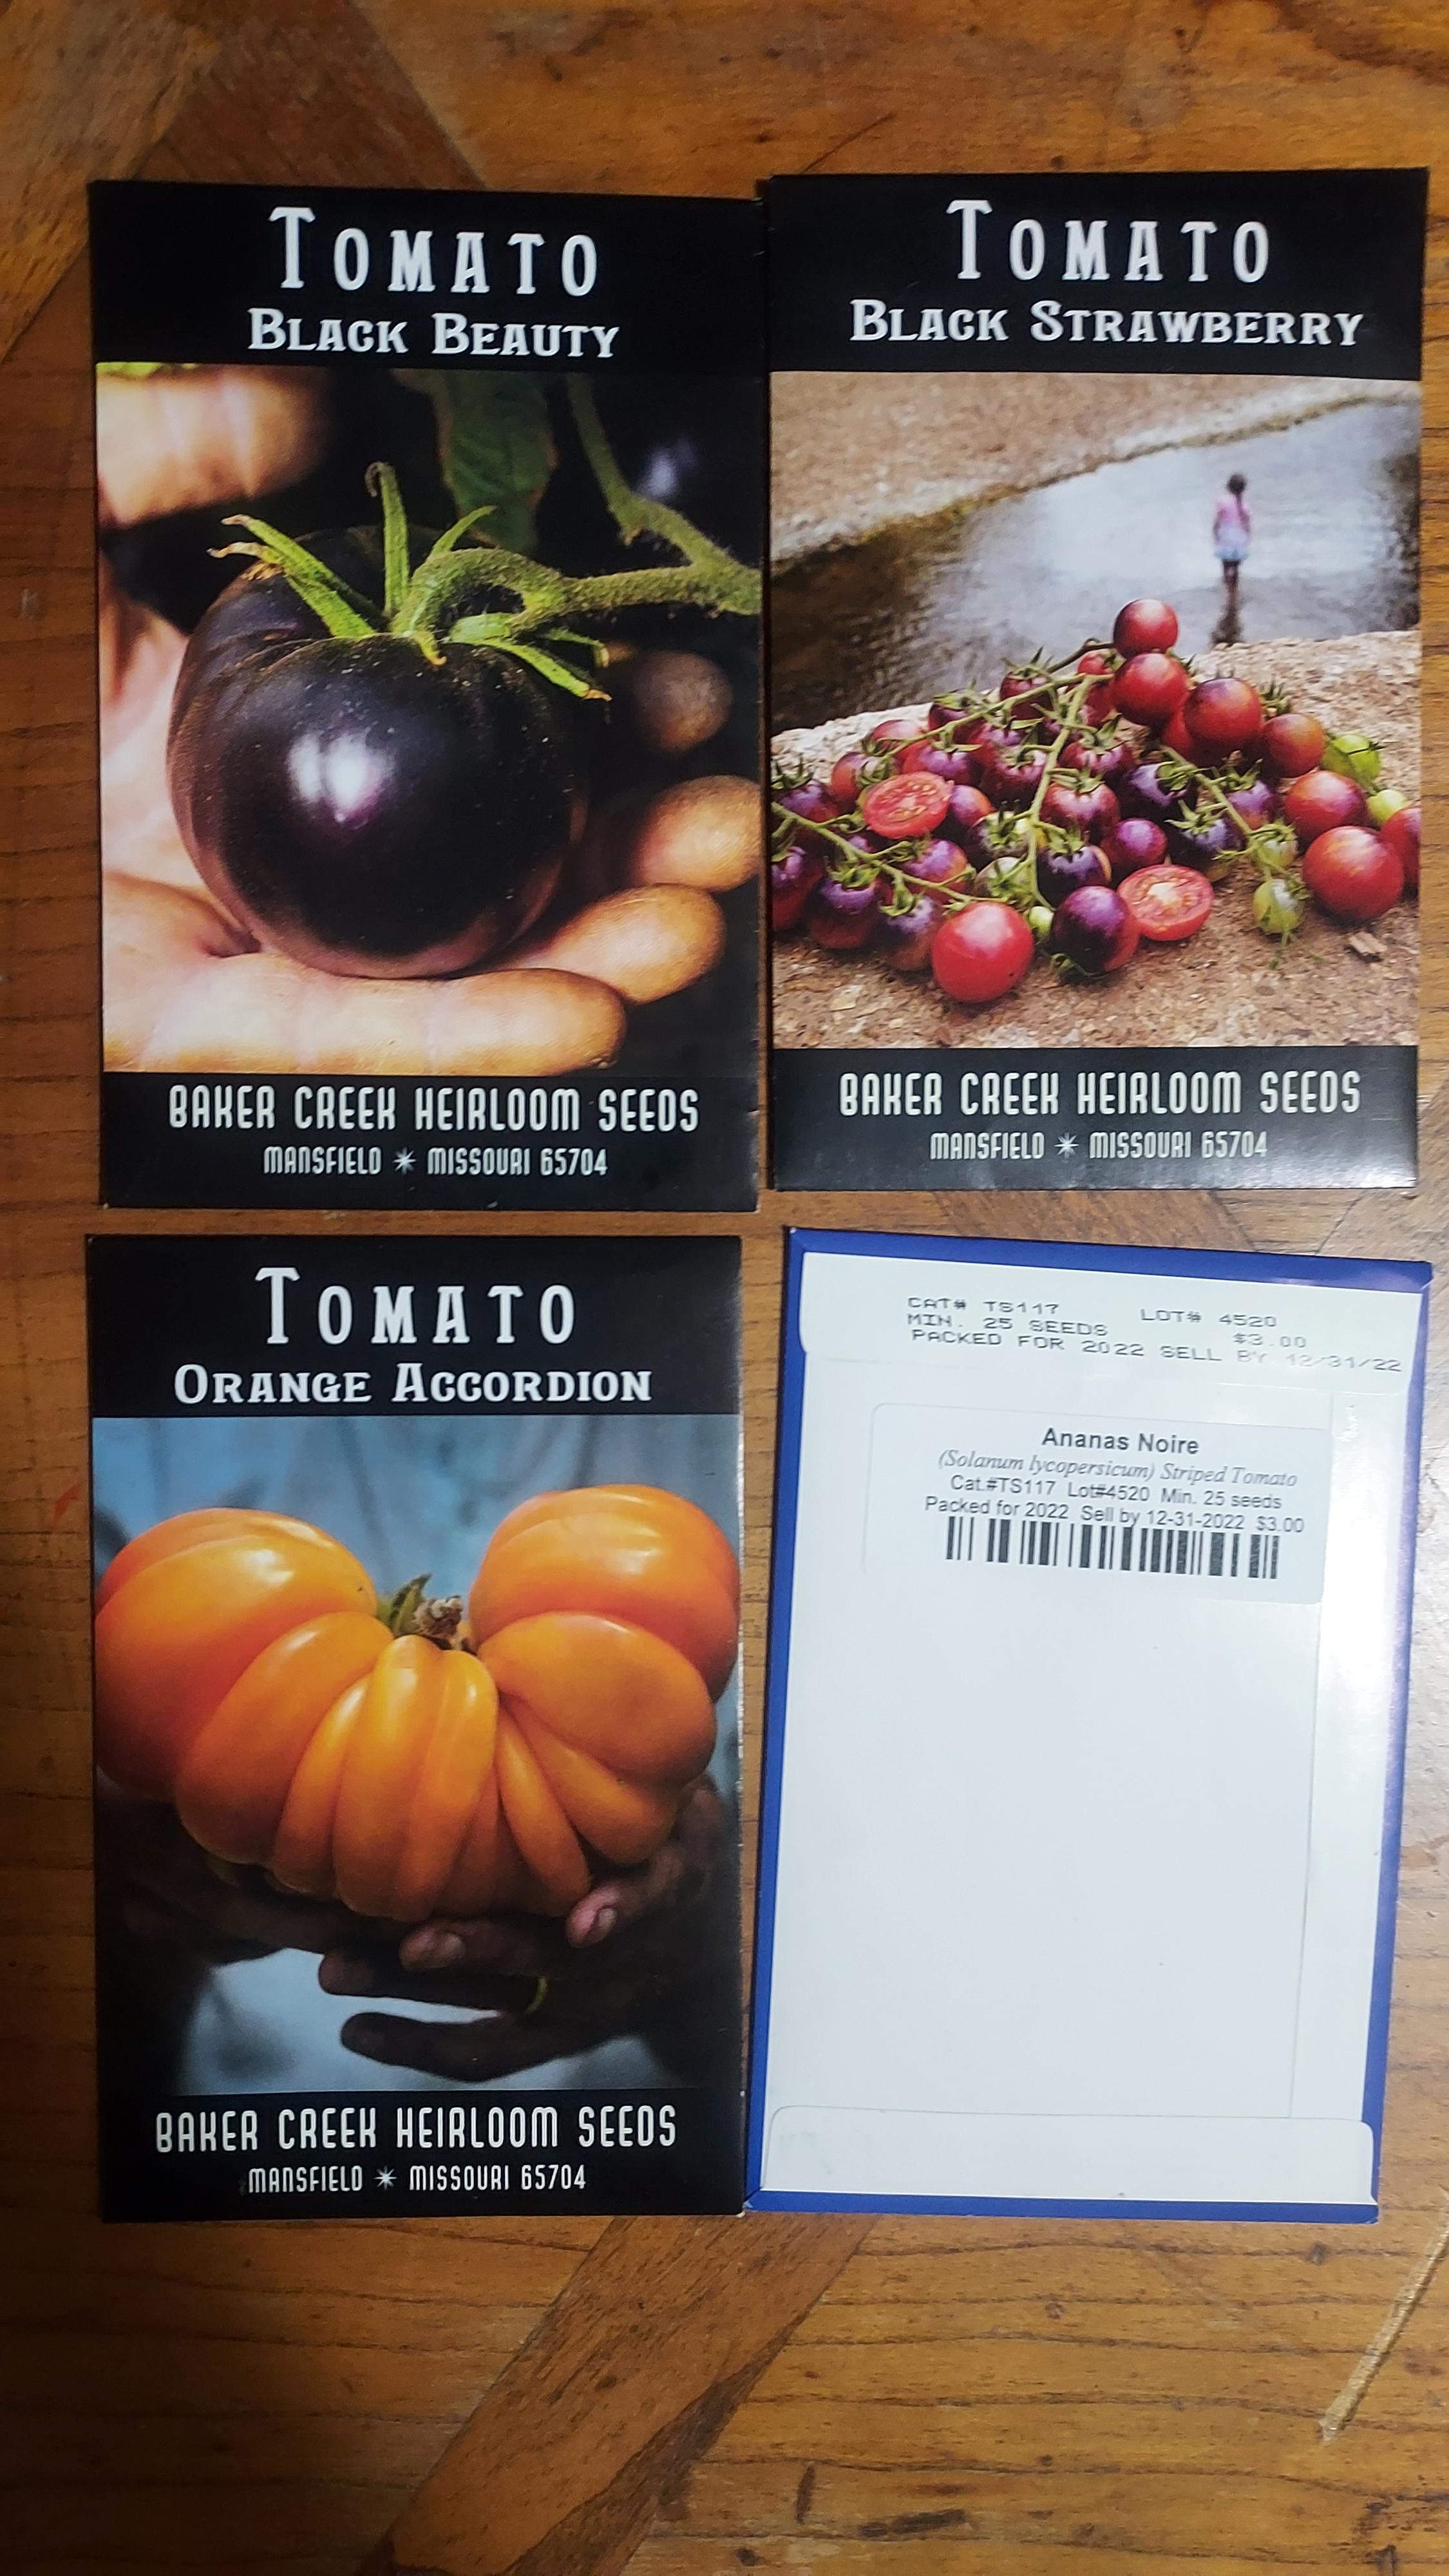 TOMATO
BLACK BEAUTY
BAKER CREEK HEIRLOOM SEEDS
MANSFIELD ✴ MISSOURI 65704
TOMATO
BLACK STRAWBERRY
BAKER CREEK HEIRLOOM SEEDS
MANSFIELD ✴ MISSOURI 65704
TOMATO
ORANGE ACCORDION
BAKER CREEK HEIRLOOM SEEDS
MANSFIELD ✴ MISSOURI 65704
CAT# TS117 LOT# 4520
MIN. 25 SEEDS $3.00
PACKED FOR 2022 SELL BY 12/31/22
Ananas Noire
(Solanum lycopersicum) Striped Tomato
Cat.#TS117 Lot#4520 Min. 25 seeds
Packed for 2022 Sell by 12-31-2022 $3.00